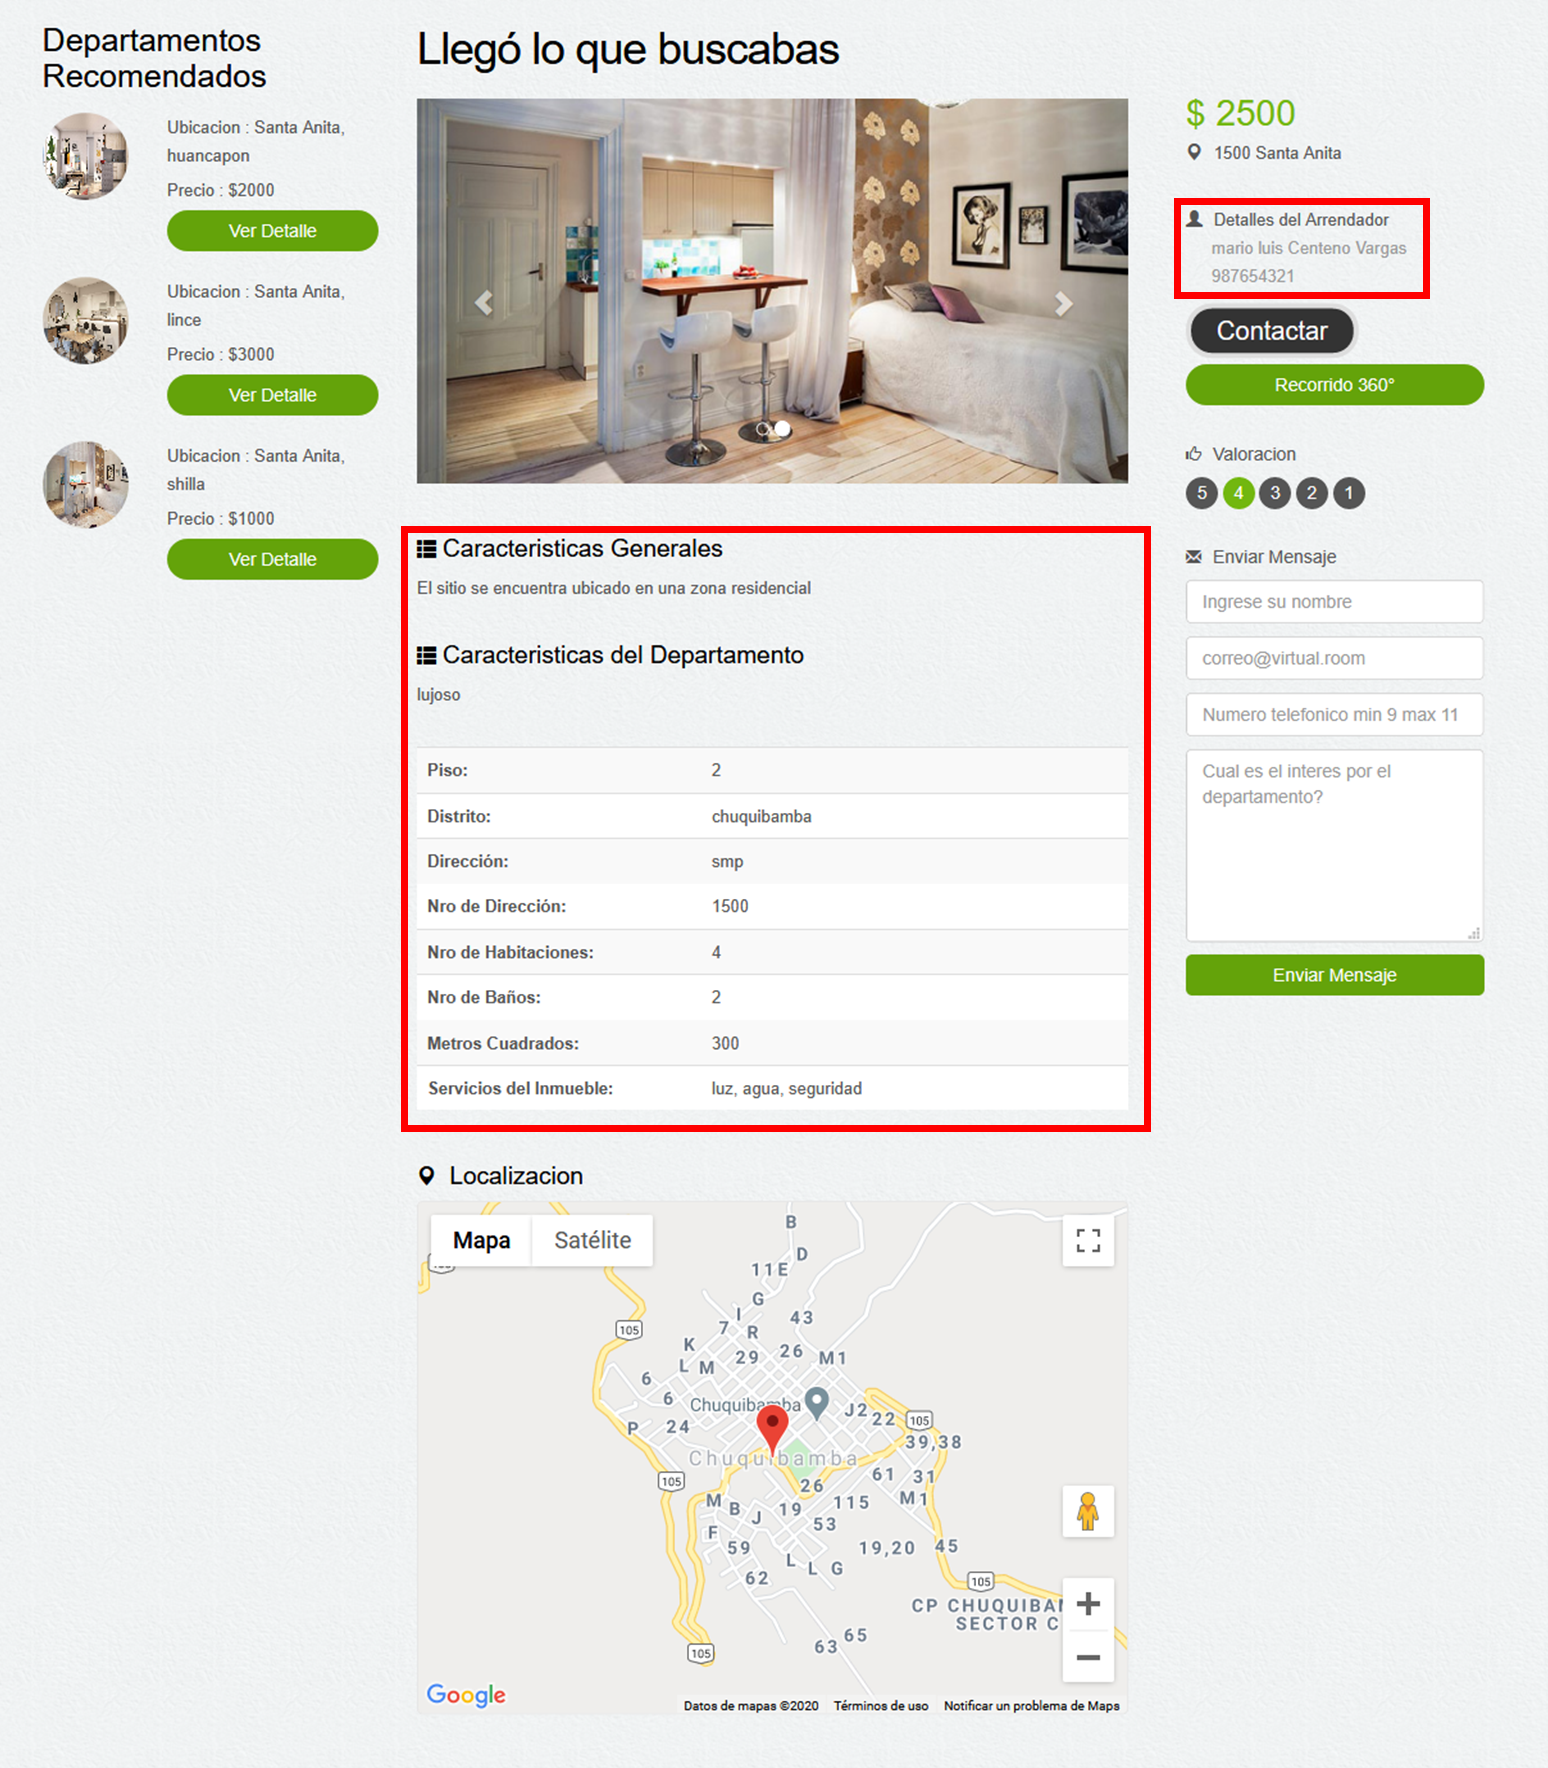 Departamentos
Recomendados
Ubicacion : Santa Anita,
huancapon
Precio : $2000
Ver Detalle
Ubicacion : Santa Anita,
lince
Precio : $3000
Ver Detalle
Ubicacion : Santa Anita,
shilla
Precio : $1000
Ver Detalle
Llegó lo que buscabas
Caracteristicas Generales
El sitio se encuentra ubicado en una zona residencial
Caracteristicas del Departamento
lujoso
Piso: 2
Distrito: chuquibamba
Dirección: smp
Nro de Dirección: 1500
Nro de Habitaciones: 4
Nro de Baños: 2
Metros Cuadrados: 300
Servicios del Inmueble: luz, agua, seguridad
Localizacion
Mapa Satélite
B
D
11E
G
I
43
7 R
K
29 26 M1
L M
6
6
Chuquibamba
J2 22 105
P 24
39,38
Chuquibamba
105
105
61 31
26
M1
M B J 19 115
F
53
59
19,20 45
L L G
62
105
CP CHUQUIBA
SECTOR C
63 65
105
Google
Datos de mapas ©2020 Términos de uso Notificar un problema de Maps
$ 2500
1500 Santa Anita
Detalles del Arrendador
mario luis Centeno Vargas
987654321
Contactar
Recorrido 360°
Valoracion
5 4 3 2 1
Enviar Mensaje
Ingrese su nombre
correo@virtual.room
Numero telefonico min 9 max 11
Cual es el interes por el
departamento?
Enviar Mensaje